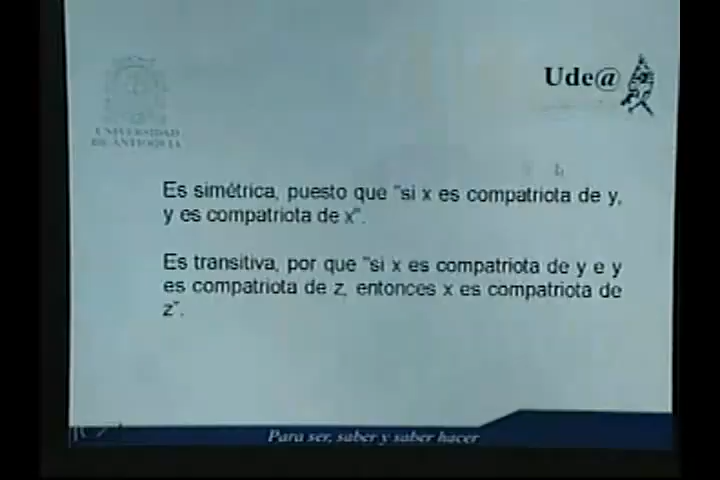 Ude@
UNIVERSIDAD
DE ANTIOQUIA
Es simétrica, puesto que "si x es compatriota de y,
y es compatriota de x".
Es transitiva, por que "si x es compatriota de y e y
es compatriota de z, entonces x es compatriota de
z".
Para ser, saber y saber hacer